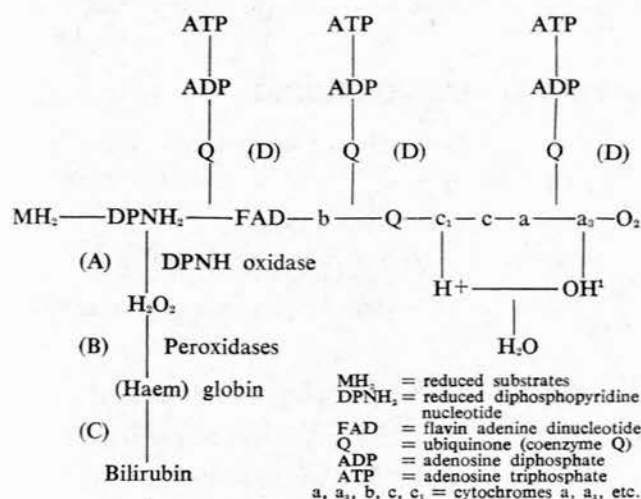 ATP ATP ATP
ADP ADP ADP
Q (D) Q (D) Q (D)
MH₂ DPNH₂ FAD b Q c₁ c a a₃ O₂
(A) DPNH oxidase
H+ OH¹
H₂O₂
H₂O
(B) Peroxidases
(Haem) globin
(C)
Bilirubin
MH₂ = reduced substrates
DPNH₂ = reduced diphosphopyridine
nucleotide
FAD = flavin adenine dinucleotide
Q = ubiquinone (coenzyme Q)
ADP = adenosine diphosphate
ATP = adenosine triphosphate
a, a₃, b, c, c₁ = cytochromes a, a₁, etc.